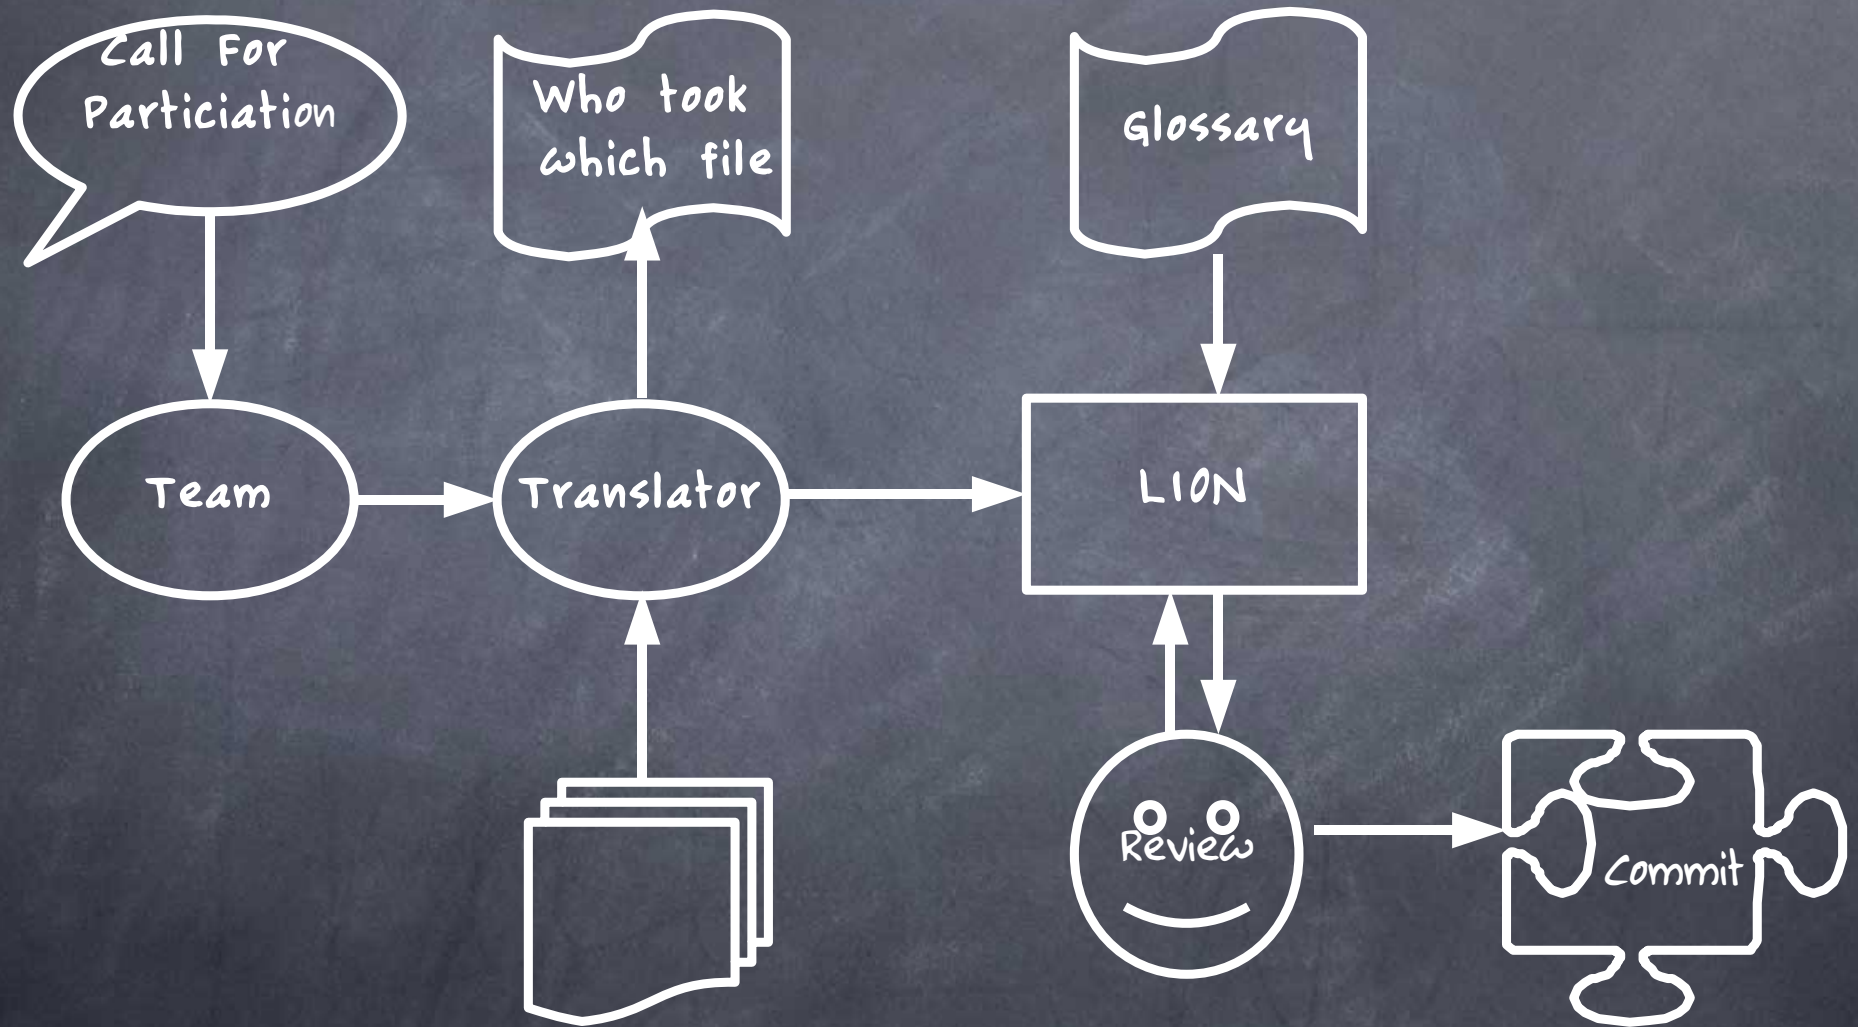 Call For
Particiation
Who took
which file
Glossary
Team
Translator
L10N
Review
Commit